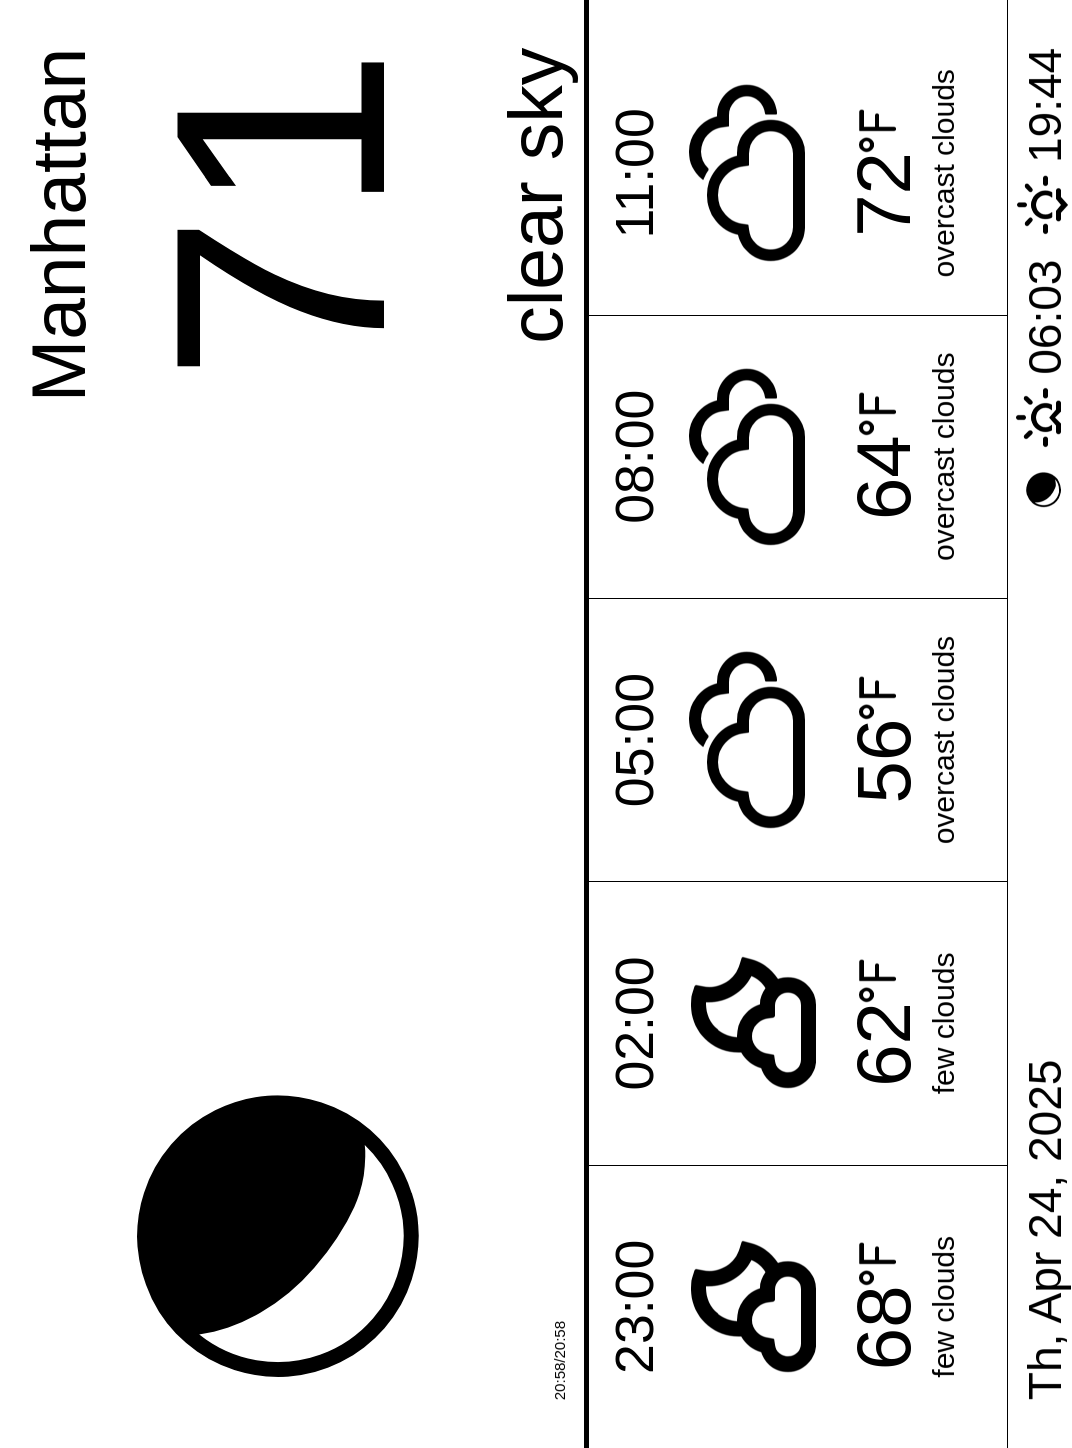 Manhattan
71
clear sky
20:58/20:58
23:00
68°F
few clouds
02:00
62°F
few clouds
05:00
56°F
overcast clouds
08:00
64°F
overcast clouds
11:00
72°F
overcast clouds
Th, Apr 24, 2025
06:03
19:44